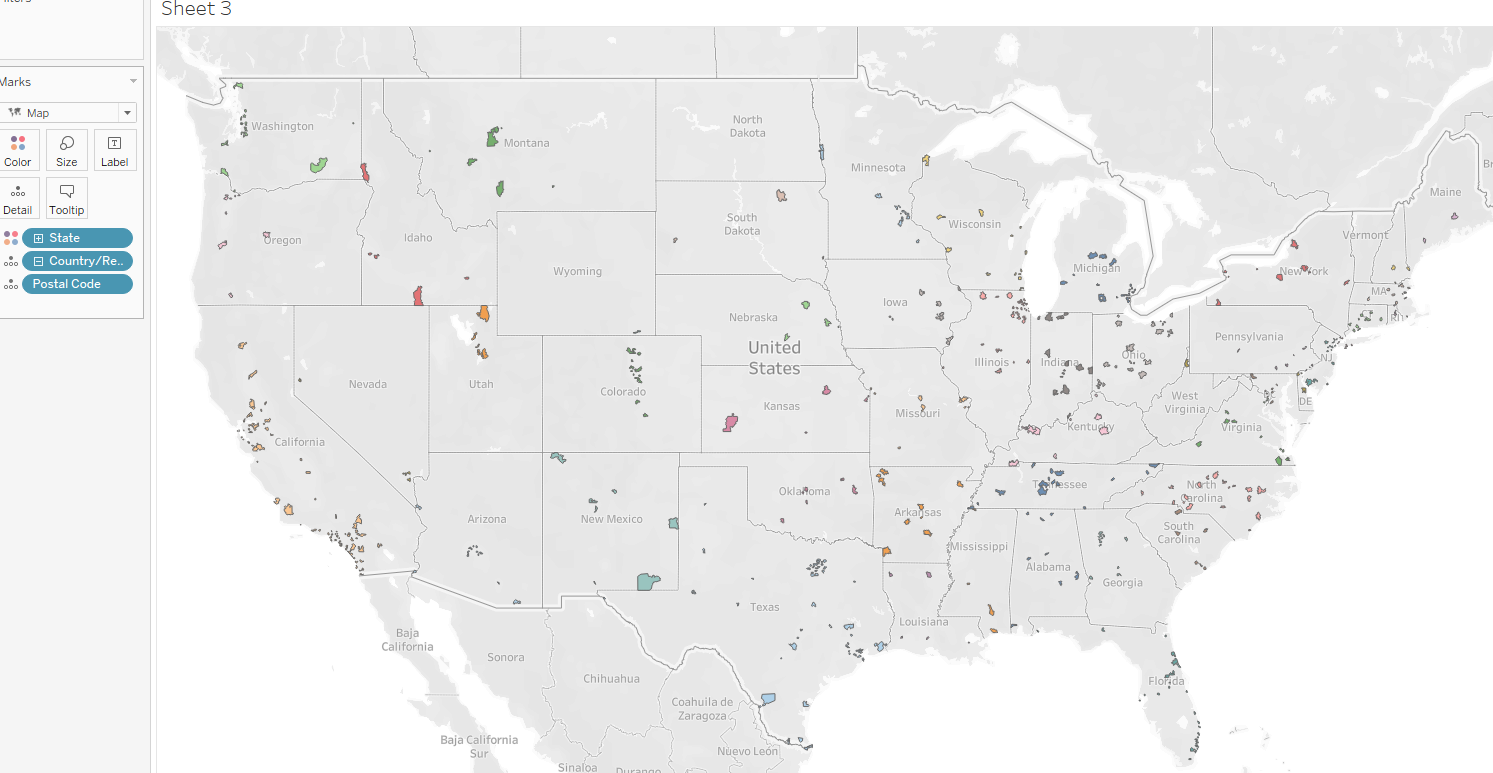 Sheet 3
Marks
Map
Color
Size
Label
Detail
Tooltip
State
Country/Re..
Postal Code
Washington
Montana
North
Dakota
Minnesota
Maine
Oregon
Idaho
South
Dakota
Wisconsin
Vermont
Wyoming
Michigan
New York
MA
RI
Iowa
Nebraska
Pennsylvania
United
States
Nevada
Utah
Colorado
Illinois
Indiana
Ohio
NJ
Kansas
Missouri
West
Virginia
DE
California
Kentucky
Virginia
Arizona
New Mexico
Oklahoma
Arkansas
Tennessee
North
Carolina
Mississippi
South
Carolina
Alabama
Georgia
Texas
Louisiana
Baja
California
Sonora
Chihuahua
Florida
Coahuila de
Zaragoza
Baja California
Sur
Nuevo León
Sinaloa
Durango